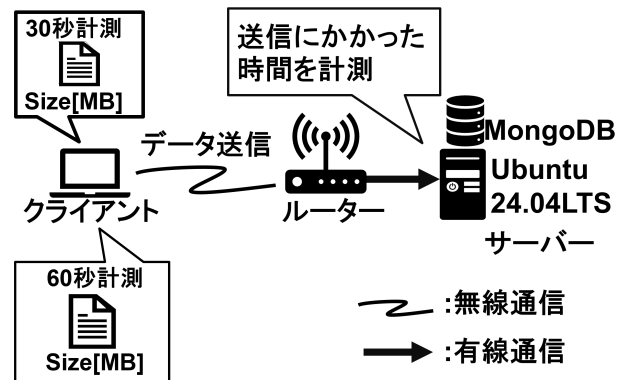 30秒計測
Size[MB]
送信にかかった
時間を計測
データ送信
MongoDB
Ubuntu
24.04LTS
クライアント
ルーター
サーバー
60秒計測
Size[MB]
:無線通信
:有線通信